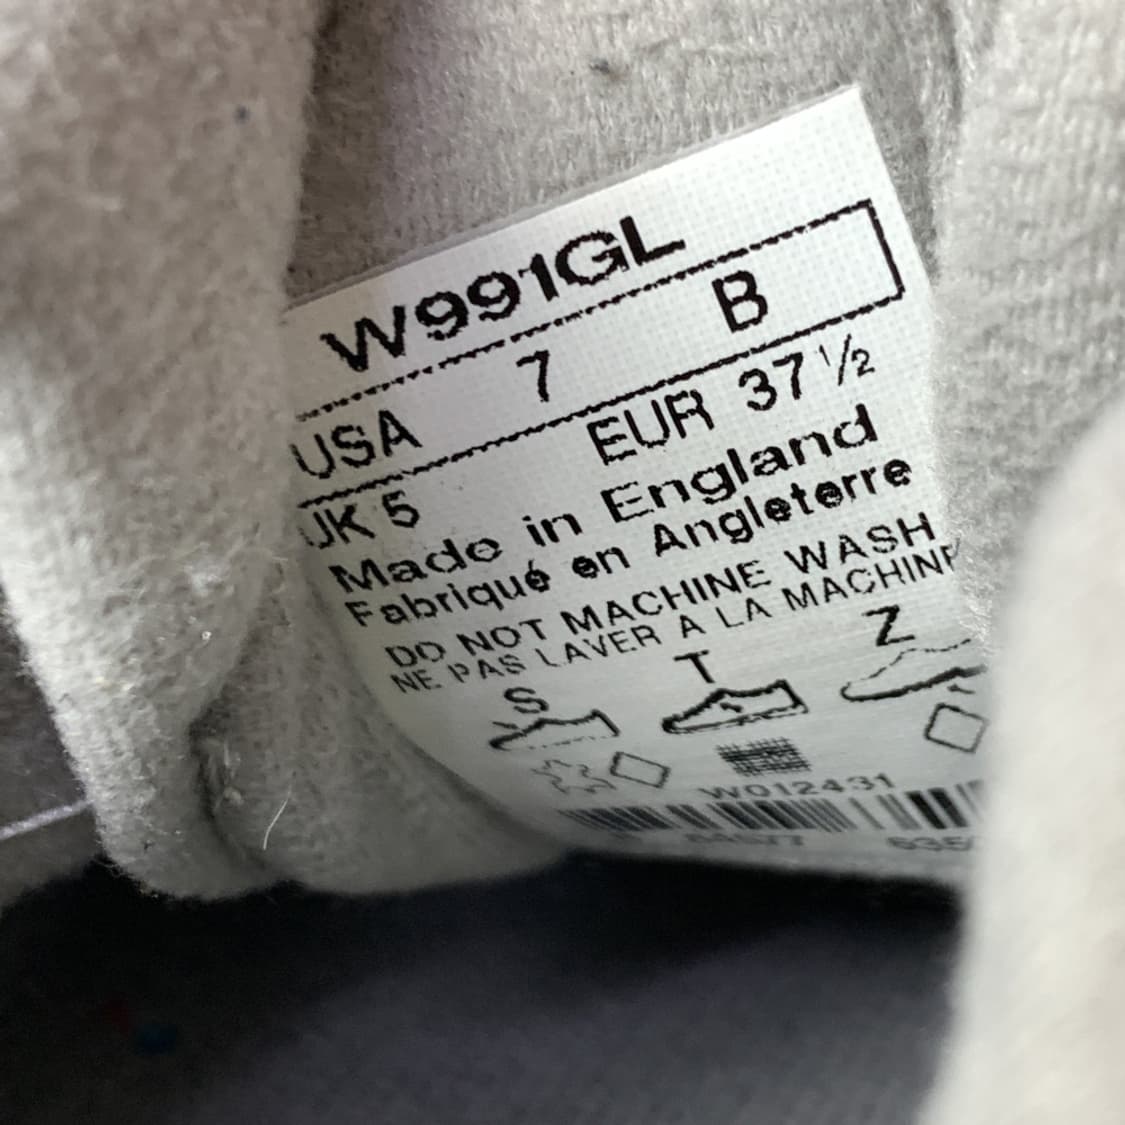 W991GL
USA 7 B
UK 5 EUR 37 ½
Made in England
Fabriqué en Angleterre
DO NOT MACHINE WASH
NE PAS LAVER A LA MACHINE
S T Z
W012431